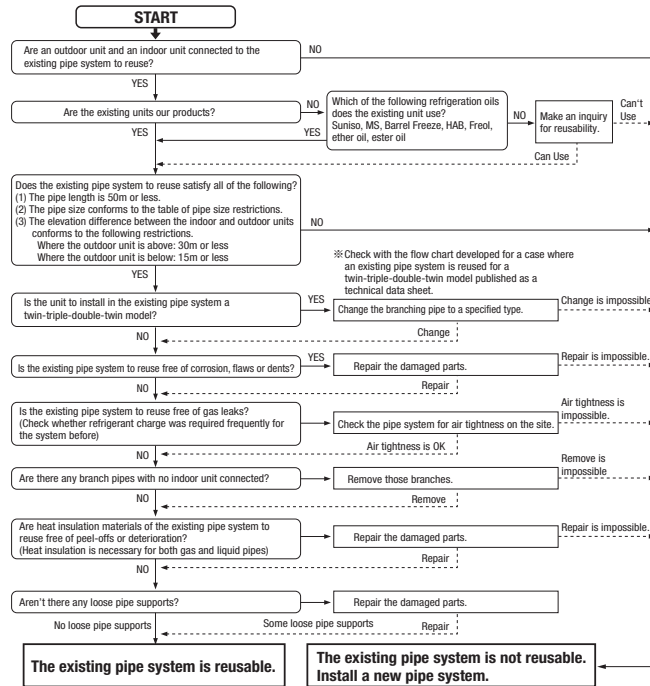 START
Are an outdoor unit and an indoor unit connected to the
existing pipe system to reuse?
NO
YES
Are the existing units our products?
NO
Which of the following refrigeration oils
does the existing unit use?
Suniso, MS, Barrel Freeze, HAB, Freol,
ether oil, ester oil
NO
Make an inquiry
for reusability.
Can't
Use
YES
YES
Can Use
Does the existing pipe system to reuse satisfy all of the following?
(1) The pipe length is 50m or less.
(2) The pipe size conforms to the table of pipe size restrictions.
(3) The elevation difference between the indoor and outdoor units
conforms to the following restrictions.
Where the outdoor unit is above: 30m or less
Where the outdoor unit is below: 15m or less
NO
YES
※Check with the flow chart developed for a case where
an existing pipe system is reused for a
twin-triple-double-twin model published as a
technical data sheet.
Is the unit to install in the existing pipe system a
twin-triple-double-twin model?
YES
Change the branching pipe to a specified type.
Change is impossible.
NO
Change
Is the existing pipe system to reuse free of corrosion, flaws or dents?
YES
Repair the damaged parts.
Repair is impossible.
NO
Repair
Is the existing pipe system to reuse free of gas leaks?
(Check whether refrigerant charge was required frequently for
the system before)
Check the pipe system for air tightness on the site.
Air tightness is
impossible.
NO
Air tightness is OK
Are there any branch pipes with no indoor unit connected?
Remove those branches.
Remove is
impossible
NO
Remove
Are heat insulation materials of the existing pipe system to
reuse free of peel-offs or deterioration?
(Heat insulation is necessary for both gas and liquid pipes)
Repair the damaged parts.
Repair is impossible.
NO
Repair
Aren't there any loose pipe supports?
Repair the damaged parts.
No loose pipe supports
Some loose pipe supports
Repair
The existing pipe system is reusable.
The existing pipe system is not reusable.
Install a new pipe system.